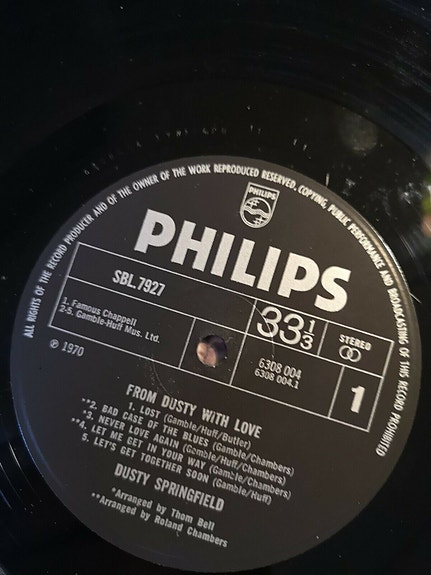 ALL RIGHTS OF THE RECORD PRODUCER AND OF THE OWNER OF THE WORK REPRODUCED RESERVED. COPYING, PUBLIC PERFORMANCE AND BROADCASTING OF THIS RECORD PROHIBITED
PHILIPS
PHILIPS
SBL.7927
33 1/3
STEREO
1. Famous Chappell
2-5. Gamble-Huff Mus. Ltd.
6308 004
6308 004.1
1
℗ 1970
FROM DUSTY WITH LOVE
1. LOST (Gamble/Huff/Butter)
**2. BAD CASE OF THE BLUES (Gamble/Chambers)
*3. NEVER LOVE AGAIN (Gamble/Huff)
**4. LET ME GET IN YOUR WAY (Gamble/Huff/Chambers)
5. LET'S GET TOGETHER SOON (Gamble/Huff)
DUSTY SPRINGFIELD
*Arranged by Thom Bell
**Arranged by Roland Chambers